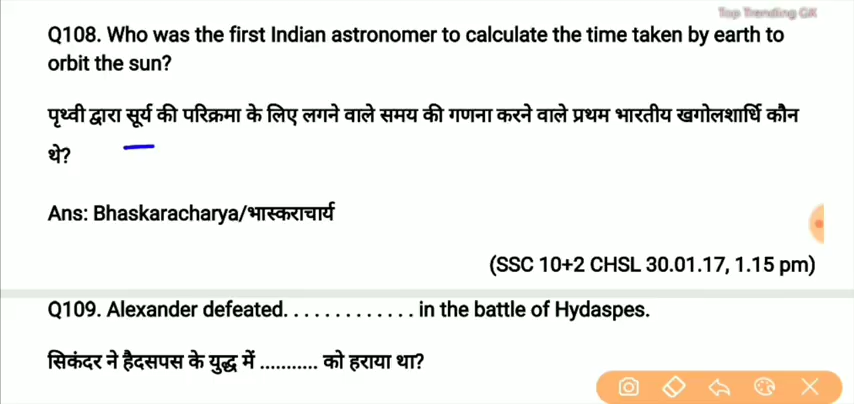 Top Trending GK
Q108. Who was the first Indian astronomer to calculate the time taken by earth to
orbit the sun?
पृथ्वी द्वारा सूर्य की परिक्रमा के लिए लगने वाले समय की गणना करने वाले प्रथम भारतीय खगोलशार्धि कौन
थे?
Ans: Bhaskaracharya/भास्कराचार्य
(SSC 10+2 CHSL 30.01.17, 1.15 pm)
Q109. Alexander defeated. . . . . . . . . . . . . in the battle of Hydaspes.
सिकंदर ने हैदसपस के युद्ध में ........... को हराया था?